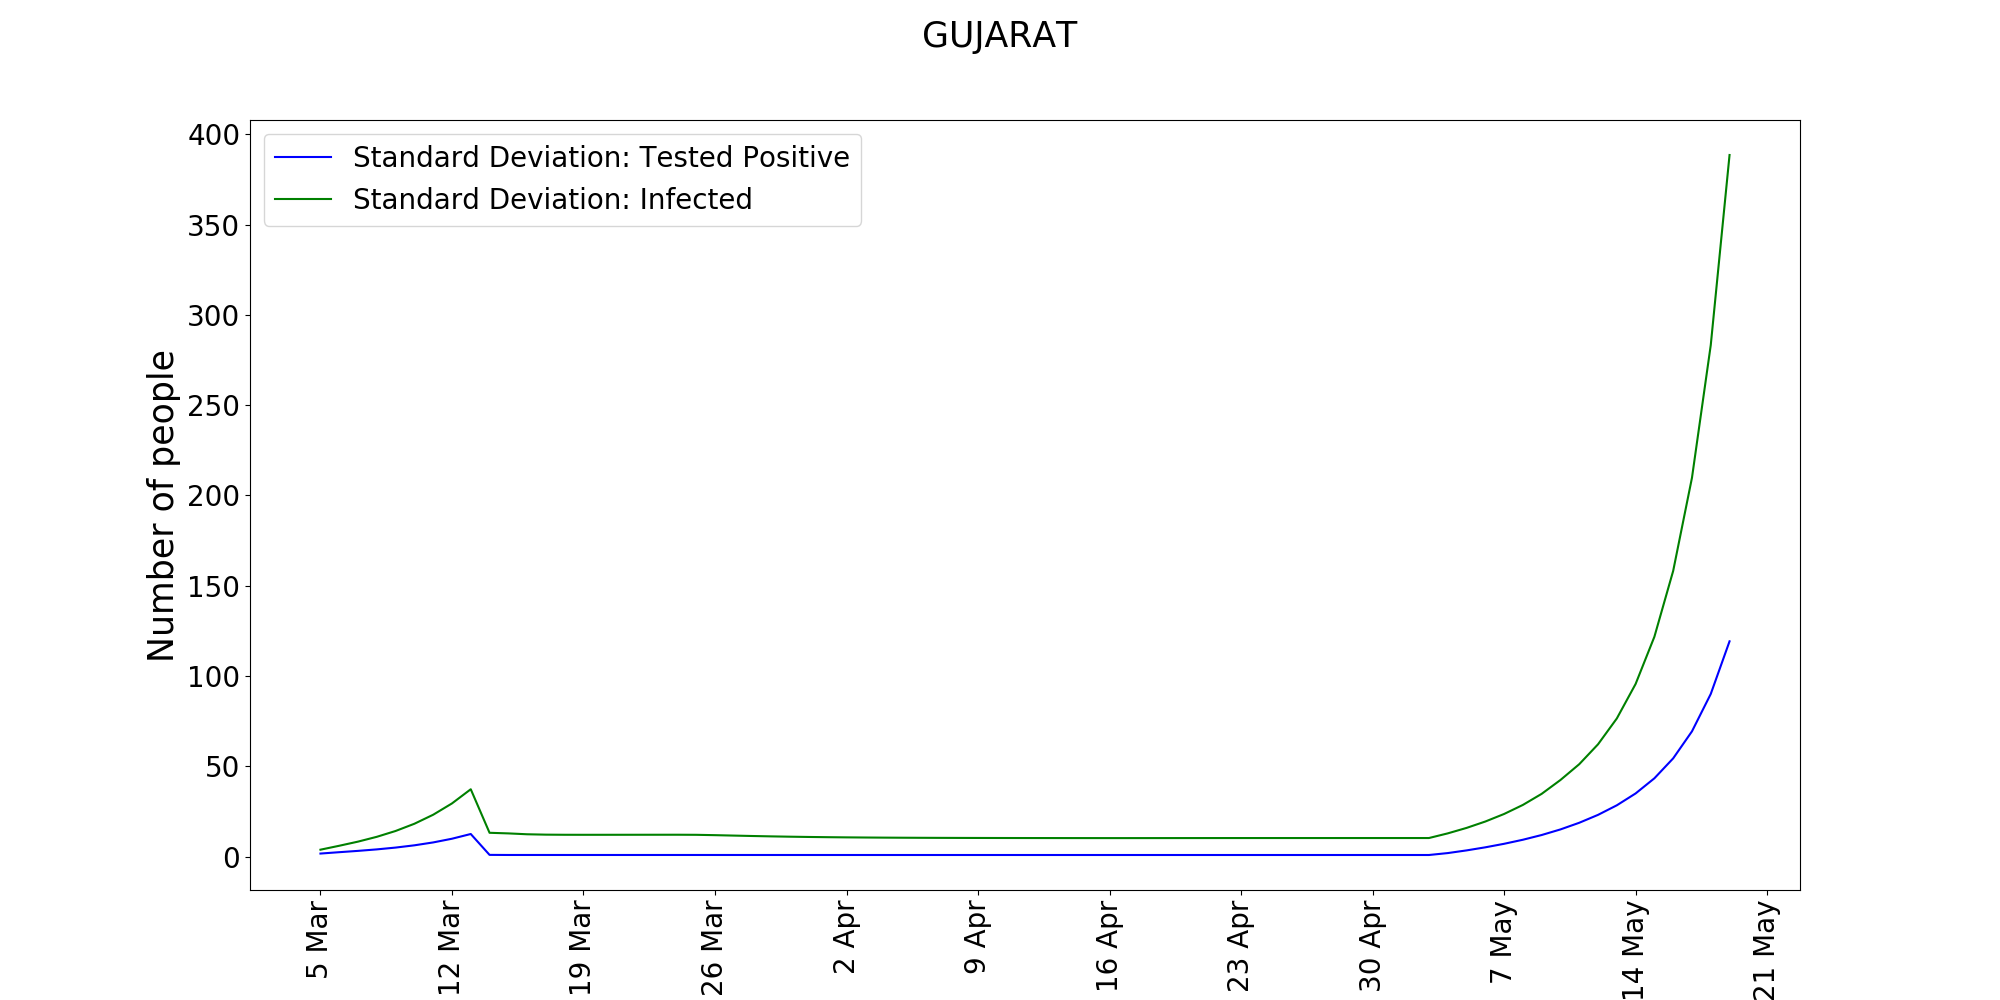 GUJARAT
Standard Deviation: Tested Positive
Standard Deviation: Infected
Number of people
400
350
300
250
200
150
100
50
0
5 Mar
12 Mar
19 Mar
26 Mar
2 Apr
9 Apr
16 Apr
23 Apr
30 Apr
7 May
14 May
21 May